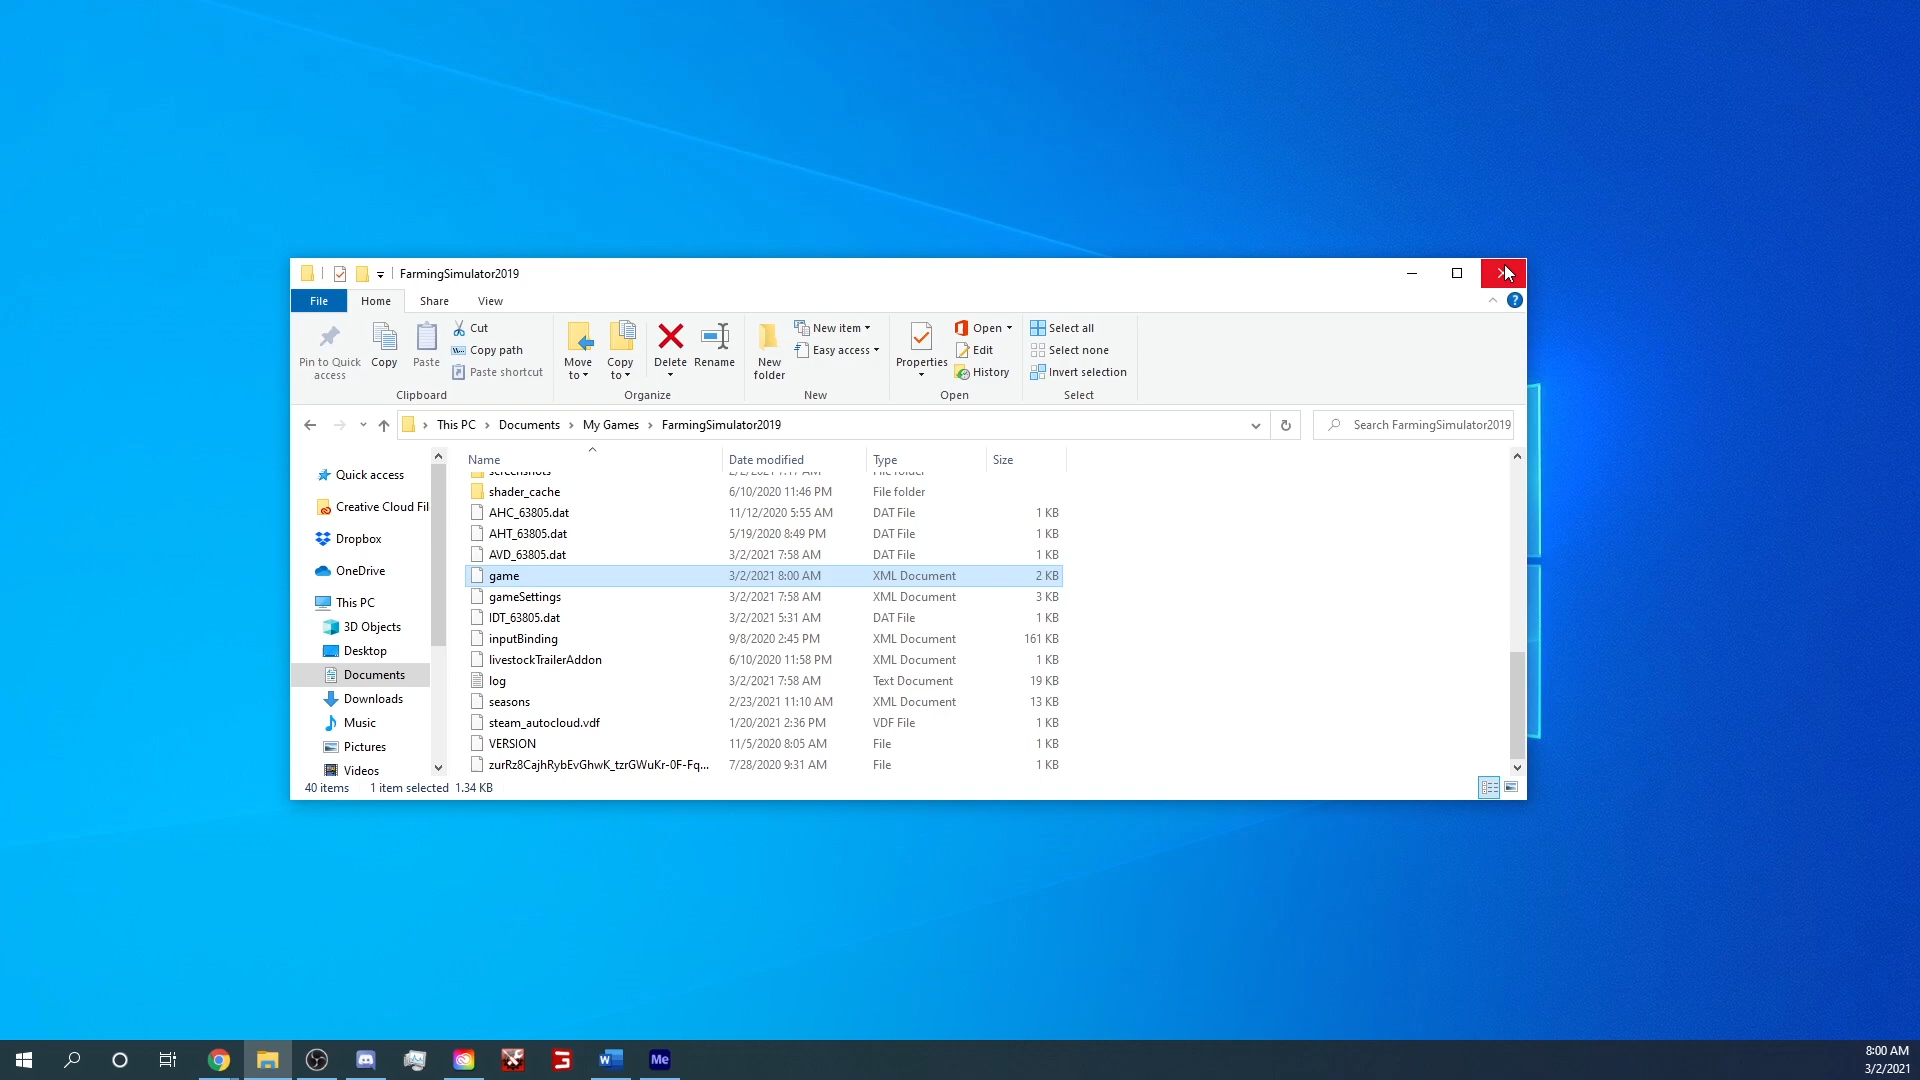 FarmingSimulator2019
File Home Share View
Pin to Quick access
Copy
Paste
Cut
Copy path
Paste shortcut
Clipboard
Move to
Copy to
Delete
Rename
Organize
New folder
New item
Easy access
New
Properties
Open
Edit
History
Open
Select all
Select none
Invert selection
Select
This PC Documents My Games FarmingSimulator2019
Search FarmingSimulator2019
Quick access
Creative Cloud Fil
Dropbox
OneDrive
This PC
3D Objects
Desktop
Documents
Downloads
Music
Pictures
Videos
Name Date modified Type Size
shader_cache 6/10/2020 11:46 PM File folder
AHC_63805.dat 11/12/2020 5:55 AM DAT File 1 KB
AHT_63805.dat 5/19/2020 8:49 PM DAT File 1 KB
AVD_63805.dat 3/2/2021 7:58 AM DAT File 1 KB
game 3/2/2021 8:00 AM XML Document 2 KB
gameSettings 3/2/2021 7:58 AM XML Document 3 KB
IDT_63805.dat 3/2/2021 5:31 AM DAT File 1 KB
inputBinding 9/8/2020 2:45 PM XML Document 161 KB
livestockTrailerAddon 6/10/2020 11:58 PM XML Document 1 KB
log 3/2/2021 7:58 AM Text Document 19 KB
seasons 2/23/2021 11:10 AM XML Document 13 KB
steam_autocloud.vdf 1/20/2021 2:36 PM VDF File 1 KB
VERSION 11/5/2020 8:05 AM File 1 KB
zurRz8CajhRybEvGhwK_tzrGWuKr-0F-Fq... 7/28/2020 9:31 AM File 1 KB
40 items 1 item selected 1.34 KB
Me
8:00 AM
3/2/2021